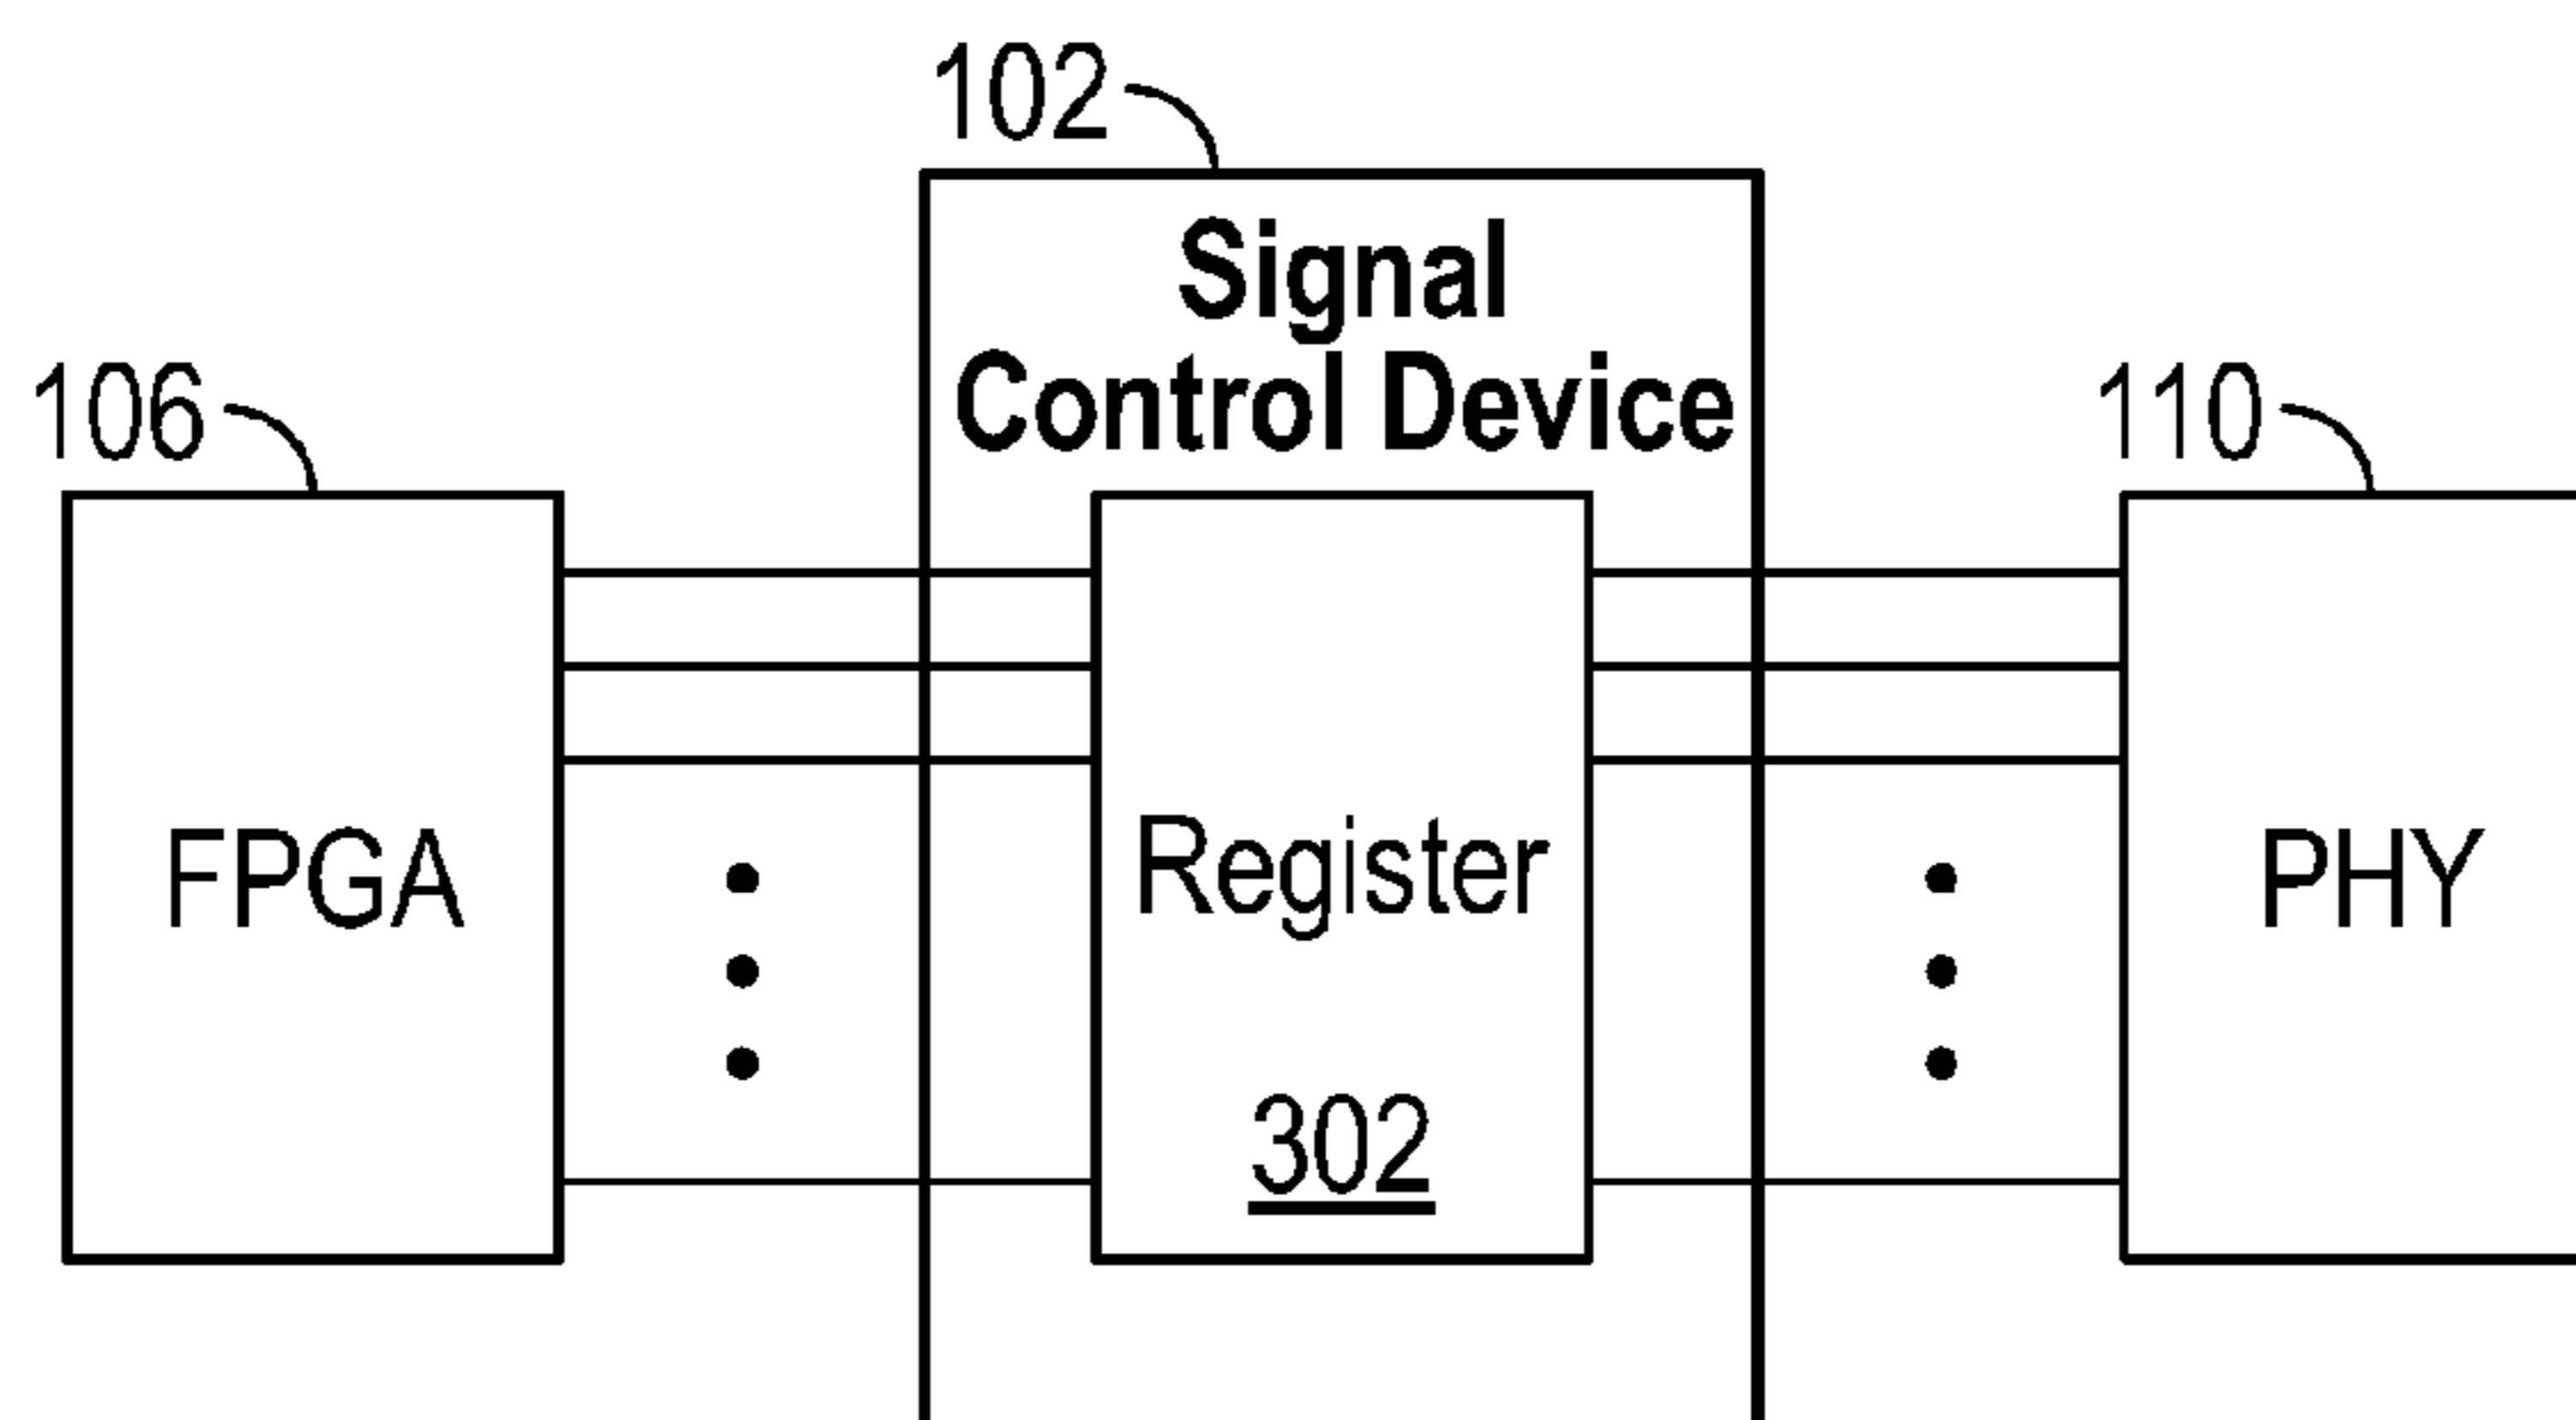 102
Signal
Control Device
106
110
FPGA
Register
PHY
302